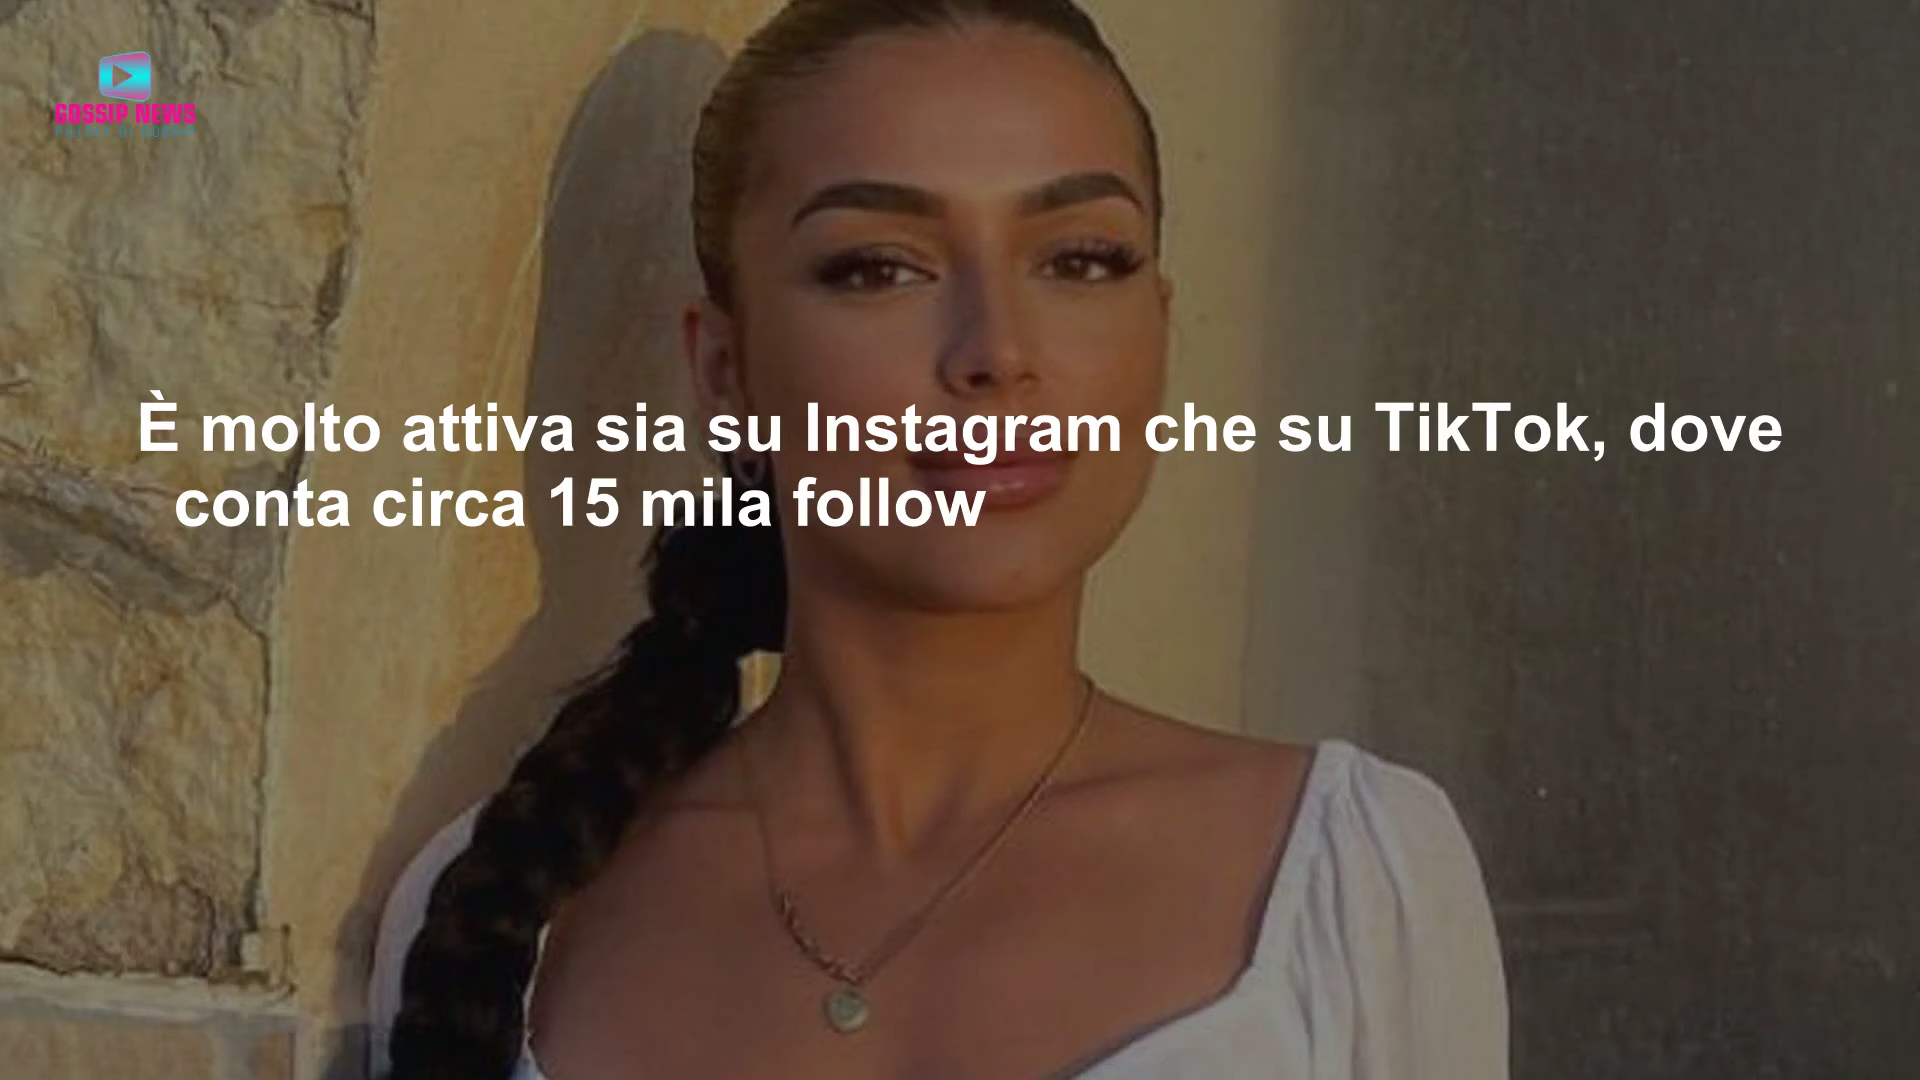 GOSSIP NEWS
È molto attiva sia su Instagram che su TikTok, dove
conta circa 15 mila follow